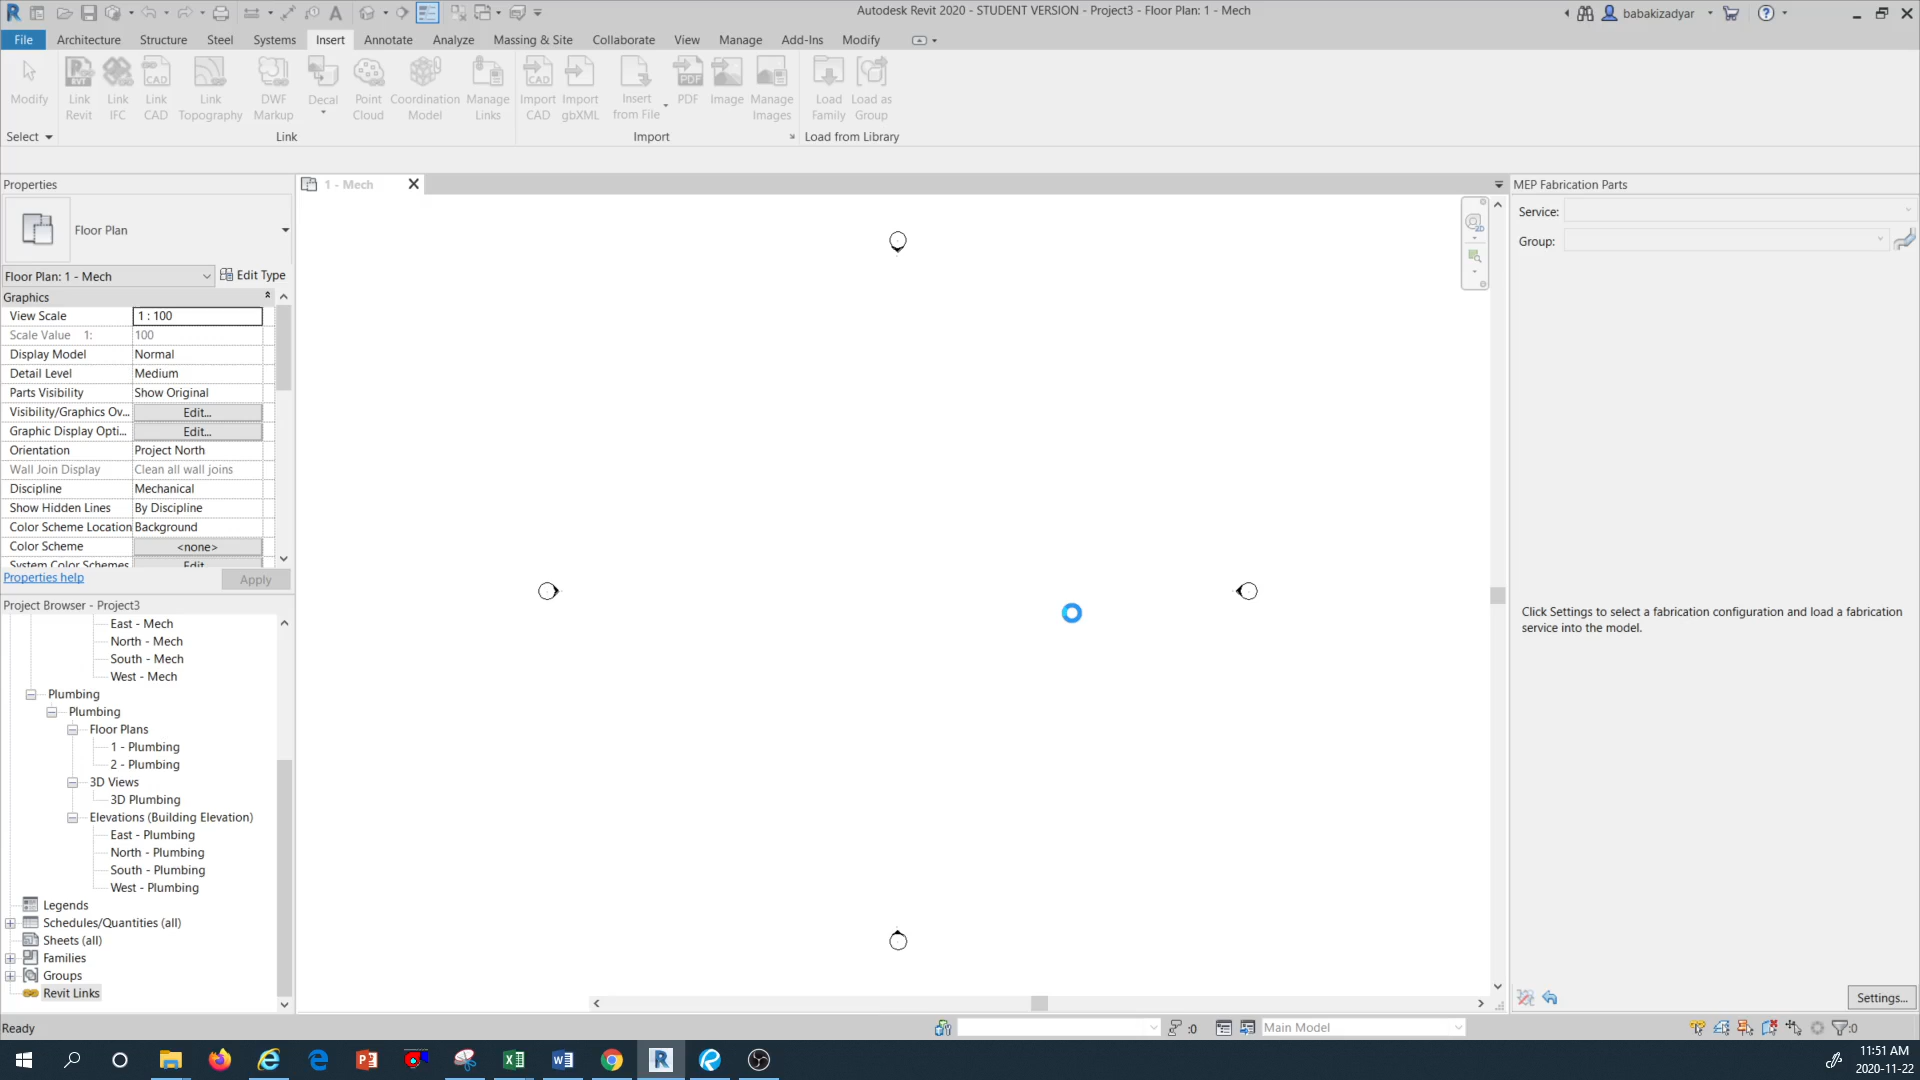 Autodesk Revit 2020 - STUDENT VERSION - Project3 - Floor Plan: 1 - Mech
babakizadyar
File Architecture Structure Steel Systems Insert Annotate Analyze Massing & Site Collaborate View Manage Add-Ins Modify
Modify
Link Revit
Link IFC
Link CAD
Link Topography
DWF Markup
Decal
Point Cloud
Coordination Model
Manage Links
Import CAD
Import gbXML
Insert from File
PDF
Image
Manage Images
Load Family
Load as Group
Select Link Import Load from Library
Properties
1 - Mech
MEP Fabrication Parts
Floor Plan
Service:
Group:
Floor Plan: 1 - Mech Edit Type
Graphics
View Scale 1 : 100
Scale Value 1: 100
Display Model Normal
Detail Level Medium
Parts Visibility Show Original
Visibility/Graphics Ov... Edit...
Graphic Display Opti... Edit...
Orientation Project North
Wall Join Display Clean all wall joins
Discipline Mechanical
Show Hidden Lines By Discipline
Color Scheme Location Background
Color Scheme <none>
System Color Schemes Edit...
Properties help Apply
Project Browser - Project3
East - Mech
North - Mech
South - Mech
West - Mech
Plumbing
Plumbing
Floor Plans
1 - Plumbing
2 - Plumbing
3D Views
3D Plumbing
Elevations (Building Elevation)
East - Plumbing
North - Plumbing
South - Plumbing
West - Plumbing
Legends
Schedules/Quantities (all)
Sheets (all)
Families
Groups
Revit Links
Click Settings to select a fabrication configuration and load a fabrication
service into the model.
Settings...
Ready
:0
Main Model
:0
11:51 AM
2020-11-22